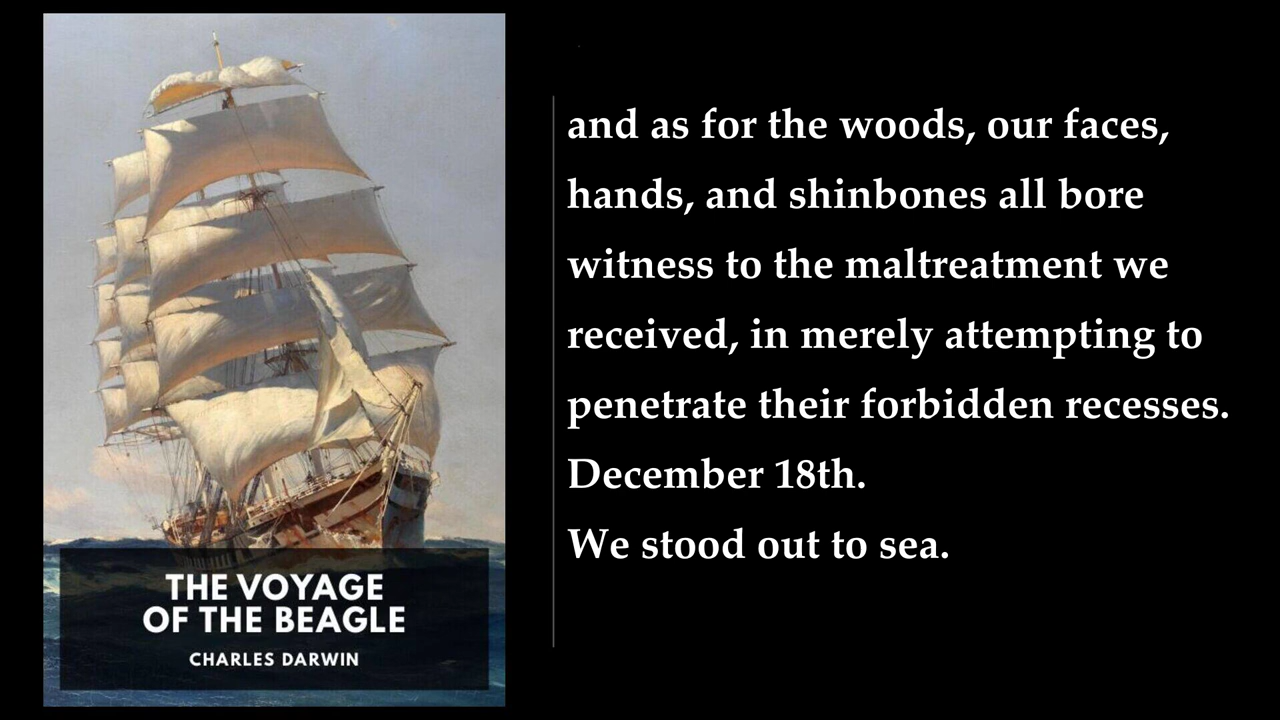 THE VOYAGE
OF THE BEAGLE
CHARLES DARWIN
and as for the woods, our faces,
hands, and shinbones all bore
witness to the maltreatment we
received, in merely attempting to
penetrate their forbidden recesses.
December 18th.
We stood out to sea.